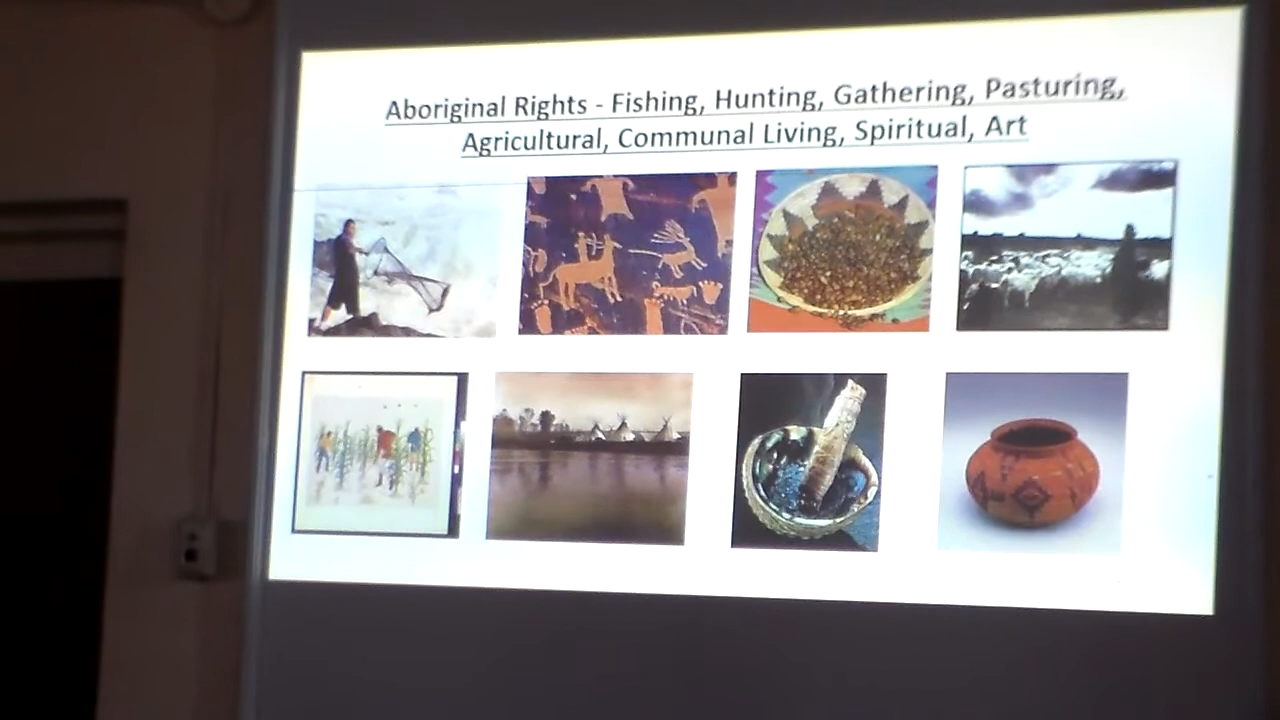 Aboriginal Rights - Fishing, Hunting, Gathering, Pasturing,
Agricultural, Communal Living, Spiritual, Art